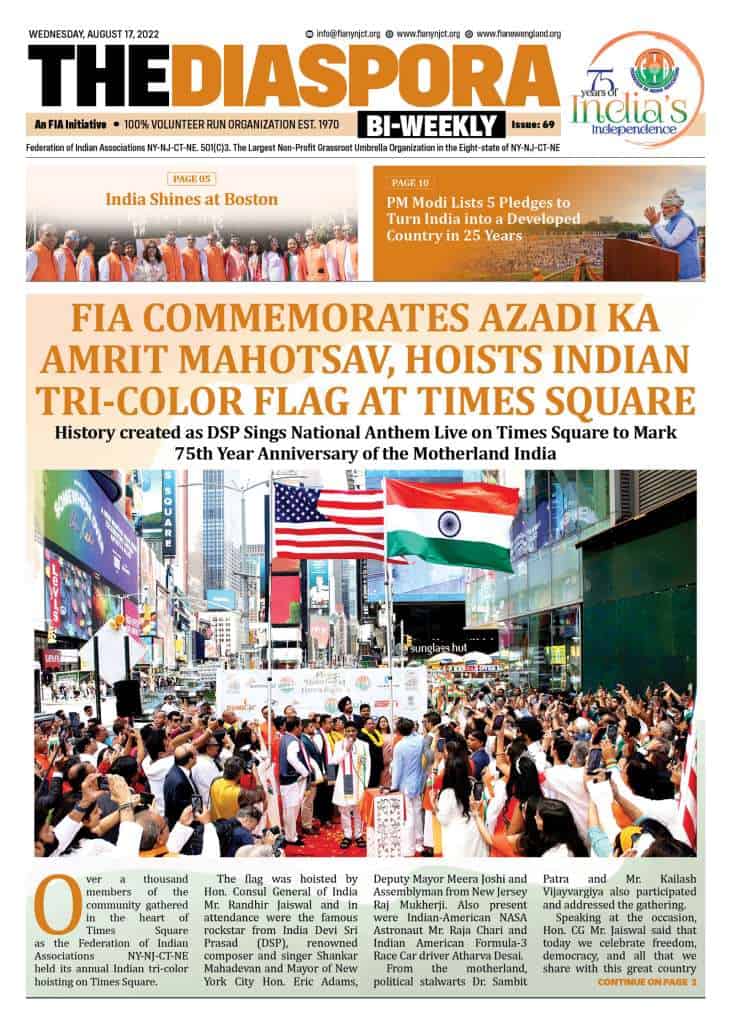 WEDNESDAY, AUGUST 17, 2022
info@fianynjct.org www.fianynjct.org www.fianewengland.org
THEDIASPORA
An FIA Initiative • 100% VOLUNTEER RUN ORGANIZATION EST. 1970
BI-WEEKLY
Issue: 69
75
years of
India's
Independence
Federation of Indian Associations NY-NJ-CT-NE. 501(C)3. The Largest Non-Profit Grassroot Umbrella Organization in the Eight-state of NY-NJ-CT-NE
PAGE 05
India Shines at Boston
PAGE 10
PM Modi Lists 5 Pledges to
Turn India into a Developed
Country in 25 Years
FIA COMMEMORATES AZADI KA
AMRIT MAHOTSAV, HOISTS INDIAN
TRI-COLOR FLAG AT TIMES SQUARE
History created as DSP Sings National Anthem Live on Times Square to Mark
75th Year Anniversary of the Motherland India
SOMEWHERE
SQUARE
LEVI'S
sunglass hut
ESPN
Over a thousand
members of the
community gathered
in the heart of
Times Square
as the Federation of Indian
Associations NY-NJ-CT-NE
held its annual Indian tri-color
hoisting on Times Square.
The flag was hoisted by
Hon. Consul General of India
Mr. Randhir Jaiswal and in
attendance were the famous
rockstar from India Devi Sri
Prasad (DSP), renowned
composer and singer Shankar
Mahadevan and Mayor of New
York City Hon. Eric Adams,
Deputy Mayor Meera Joshi and
Assemblyman from New Jersey
Raj Mukherji. Also present
were Indian-American NASA
Astronaut Mr. Raja Chari and
Indian American Formula-3
Race Car driver Atharva Desai.
From the motherland,
political stalwarts Dr. Sambit
Patra and Mr. Kailash
Vijayvargiya also participated
and addressed the gathering.
Speaking at the occasion,
Hon. CG Mr. Jaiswal said that
today we celebrate freedom,
democracy, and all that we
share with this great country
CONTINUE ON PAGE 3